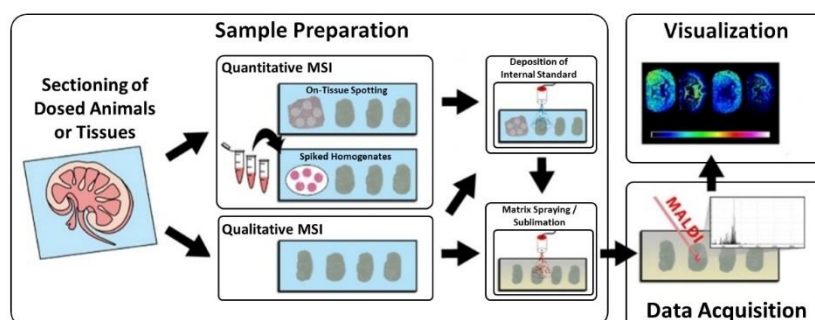 Sample Preparation
Sectioning of
Dosed Animals
or Tissues
Quantitative MSI
On-Tissue Spotting
Spiked Homogenates
Qualitative MSI
Deposition of
Internal Standard
Matrix Spraying /
Sublimation
Visualization
MALDI
Data Acquisition